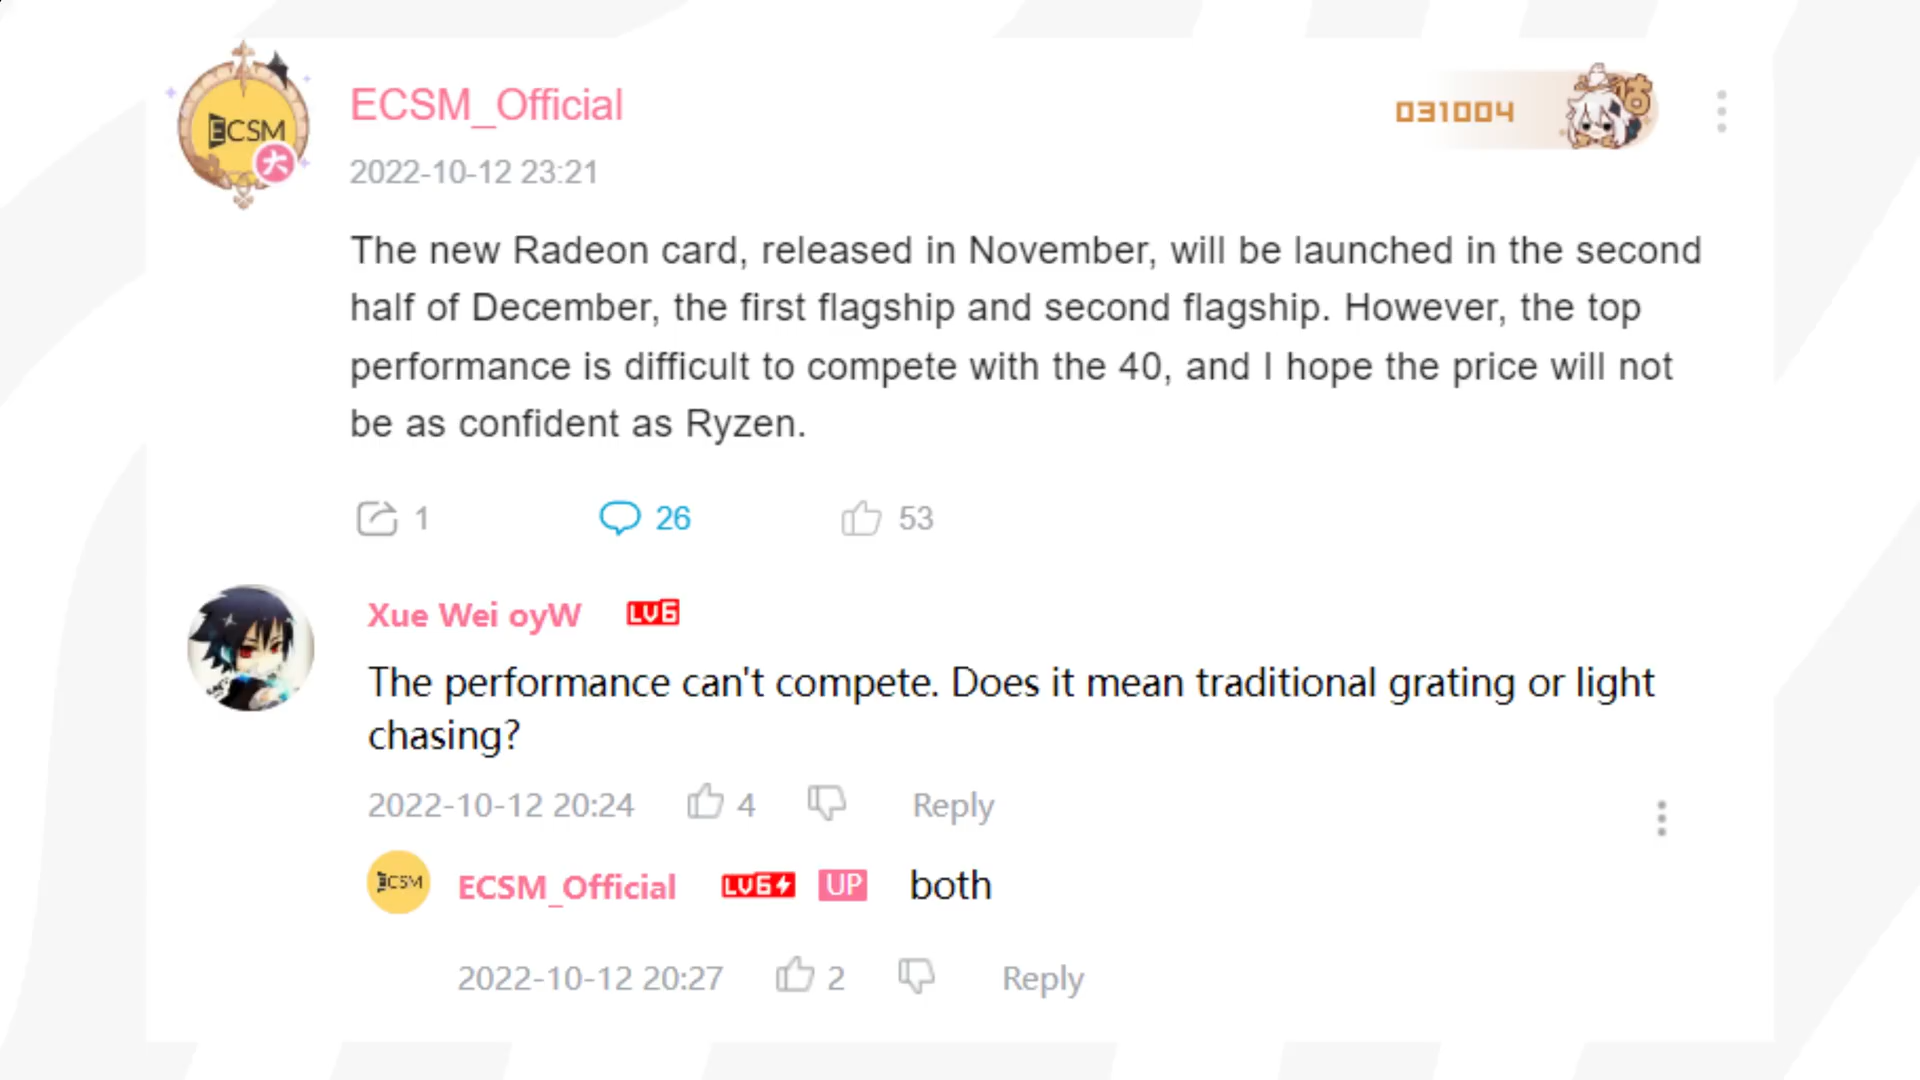 ECSM
大
ECSM_Official
031004
2022-10-12 23:21
The new Radeon card, released in November, will be launched in the second
half of December, the first flagship and second flagship. However, the top
performance is difficult to compete with the 40, and I hope the price will not
be as confident as Ryzen.
1
26
53
Xue Wei oyW LV6
The performance can't compete. Does it mean traditional grating or light
chasing?
2022-10-12 20:24 4 Reply
ECSM
ECSM_Official LV6 UP both
2022-10-12 20:27 2 Reply